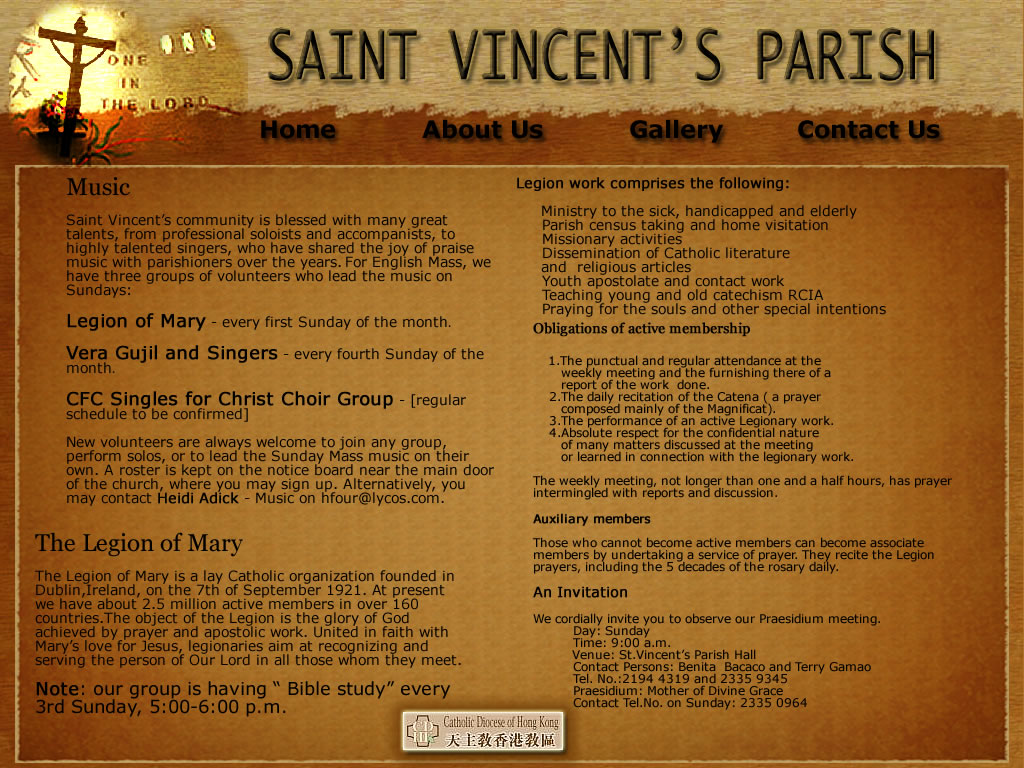 ONE
IN
THE LORD
SAINT VINCENT’S PARISH
Home About Us Gallery Contact Us
Music
Saint Vincent’s community is blessed with many great
talents, from professional soloists and accompanists, to
highly talented singers, who have shared the joy of praise
music with parishioners over the years. For English Mass, we
have three groups of volunteers who lead the music on
Sundays:
Legion of Mary - every first Sunday of the month.
Vera Gujil and Singers - every fourth Sunday of the
month.
CFC Singles for Christ Choir Group - [regular
schedule to be confirmed]
New volunteers are always welcome to join any group,
perform solos, or to lead the Sunday Mass music on their
own. A roster is kept on the notice board near the main door
of the church, where you may sign up. Alternatively, you
may contact Heidi Adick - Music on hfour@lycos.com.
The Legion of Mary
The Legion of Mary is a lay Catholic organization founded in
Dublin,Ireland, on the 7th of September 1921. At present
we have about 2.5 million active members in over 160
countries.The object of the Legion is the glory of God
achieved by prayer and apostolic work. United in faith with
Mary’s love for Jesus, legionaries aim at recognizing and
serving the person of Our Lord in all those whom they meet.
Note: our group is having “ Bible study” every
3rd Sunday, 5:00-6:00 p.m.
Legion work comprises the following:
Ministry to the sick, handicapped and elderly
Parish census taking and home visitation
Missionary activities
Dissemination of Catholic literature
and religious articles
Youth apostolate and contact work
Teaching young and old catechism RCIA
Praying for the souls and other special intentions
Obligations of active membership
1.The punctual and regular attendance at the
weekly meeting and the furnishing there of a
report of the work done.
2.The daily recitation of the Catena ( a prayer
composed mainly of the Magnificat).
3.The performance of an active Legionary work.
4.Absolute respect for the confidential nature
of many matters discussed at the meeting
or learned in connection with the legionary work.
The weekly meeting, not longer than one and a half hours, has prayer
intermingled with reports and discussion.
Auxiliary members
Those who cannot become active members can become associate
members by undertaking a service of prayer. They recite the Legion
prayers, including the 5 decades of the rosary daily.
An Invitation
We cordially invite you to observe our Praesidium meeting.
Day: Sunday
Time: 9:00 a.m.
Venue: St.Vincent’s Parish Hall
Contact Persons: Benita Bacaco and Terry Gamao
Tel. No.:2194 4319 and 2335 9345
Praesidium: Mother of Divine Grace
Contact Tel.No. on Sunday: 2335 0964
Catholic Diocese of Hong Kong
天主教香港教區